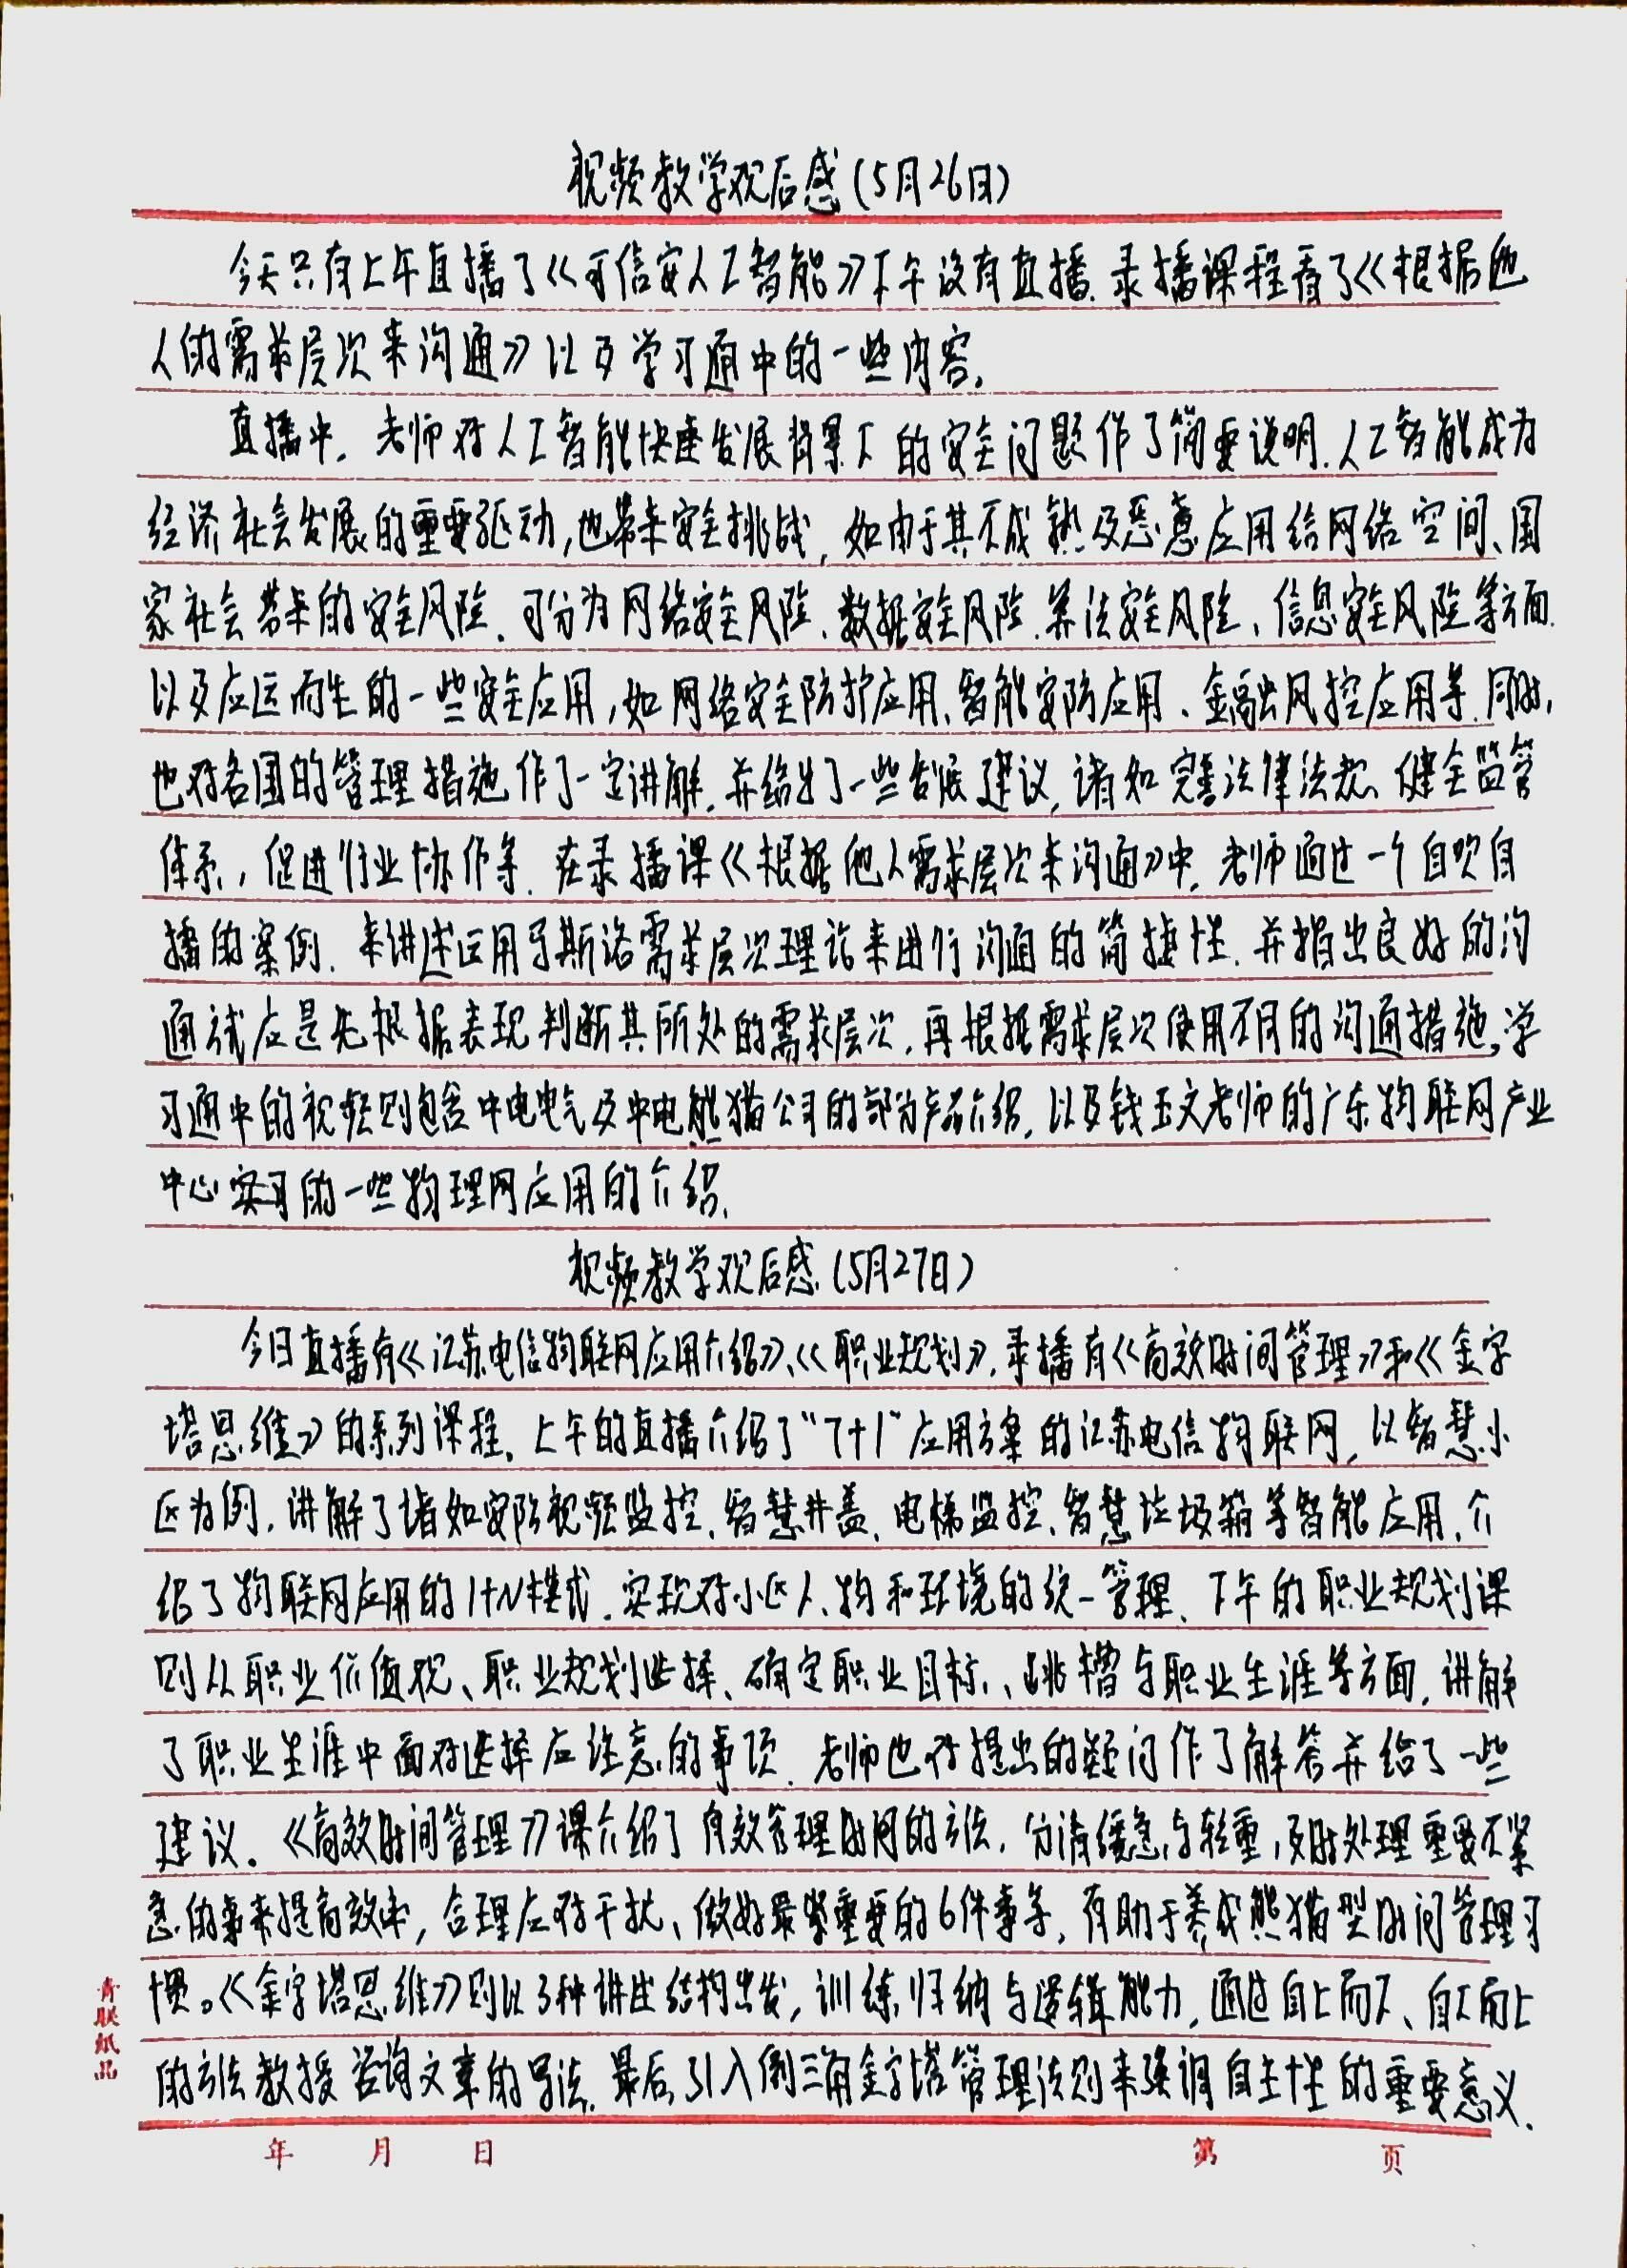 视频教学观后感(5月26日)
今天只有上午直播了《可信安人工智能》下午没有直播.录播课程看了《根据他
人的需求层次来沟通》以及学习通中的一些内容.
直播中.老师对人工智能快速发展背景下的安全问题作了简要说明.人工智能成为
经济社会发展的重要驱动,也带来安全挑战,如由于其不成熟及恶意应用给网络空间、国
家社会带来的安全风险.可分为网络安全风险、数据安全风险.算法安全风险、信息安全风险等方面.
以及应运而生的一些安全应用,如网络安全防护应用、智能安防应用、金融风控应用等.同时,
也对各国的管理措施作了一定讲解.并给出了一些发展建议,诸如完善法律法规、健全监管
体系,促进行业协作等.在录播课《根据他人需求层次来沟通》中,老师通过一个自吹自
播的案例.来讲述运用马斯洛需求层次理论来进行沟通的简捷性.并指出良好的沟
通试应是先根据表现判断其所处的需求层次,再根据需求层次使用不同的沟通措施,学
习通中的视频则包含中电电气及中电熊猫公司的部分产品介绍,以及钱玉文老师的广东物联网产业
中心实习的一些物理网应用的介绍.
视频教学观后感(5月27日)
今日直播有《江苏电信物联网应用介绍》、《职业规划》,录播有《高效时间管理》和《金字
塔思维》的系列课程.上午的直播介绍了"7+1"应用方案的江苏电信物联网,以智慧小
区为例.讲解了诸如安防视频监控、智慧井盖、电梯监控、智慧垃圾箱等智能应用.介
绍了物联网应用的1+N模式.实现对小区人、物和环境的统一管理.下午的职业规划课
则从职业价值观、职业规划选择、确定职业目标、跳槽与职业生涯等方面,讲解
了职业生涯中面对选择应注意的事项.老师也对提出的疑问作了解答并给了一些
建议.《高效时间管理》课介绍了有效管理时间的方法.分清缓急与轻重,及时处理重要不紧
急的事来提高效率,合理应对干扰、做好最紧重要的6件事等,有助于养成熊猫型时间管理习
惯。《金字塔思维》则以3种讲述结构出发,训练归纳与逻辑能力,通过自上而下、自下而上
的方法教授咨询文章的写法.最后引入倒三角金字塔管理法则来强调自主性的重要意义.
青联纸品
年 月 日 第 页